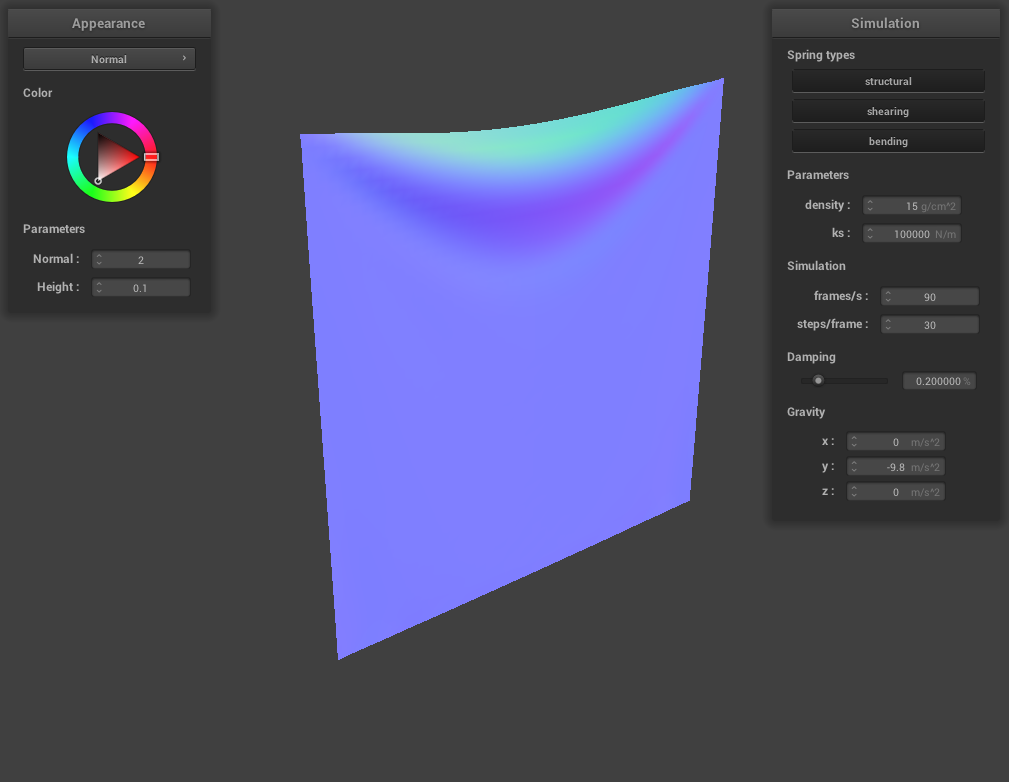 Appearance
Normal
Color
Parameters
Normal : 2
Height : 0.1
Simulation
Spring types
structural
shearing
bending
Parameters
density : 15 g/cm^2
ks : 100000 N/m
Simulation
frames/s : 90
steps/frame : 30
Damping
0.200000 %
Gravity
x : 0 m/s^2
y : -9.8 m/s^2
z : 0 m/s^2